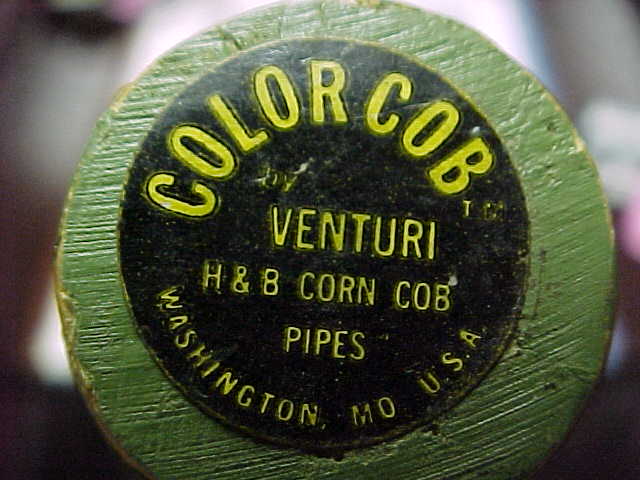 COLOR COB
by TM
VENTURI
H & B CORN COB
PIPES
WASHINGTON, MO U.S.A.